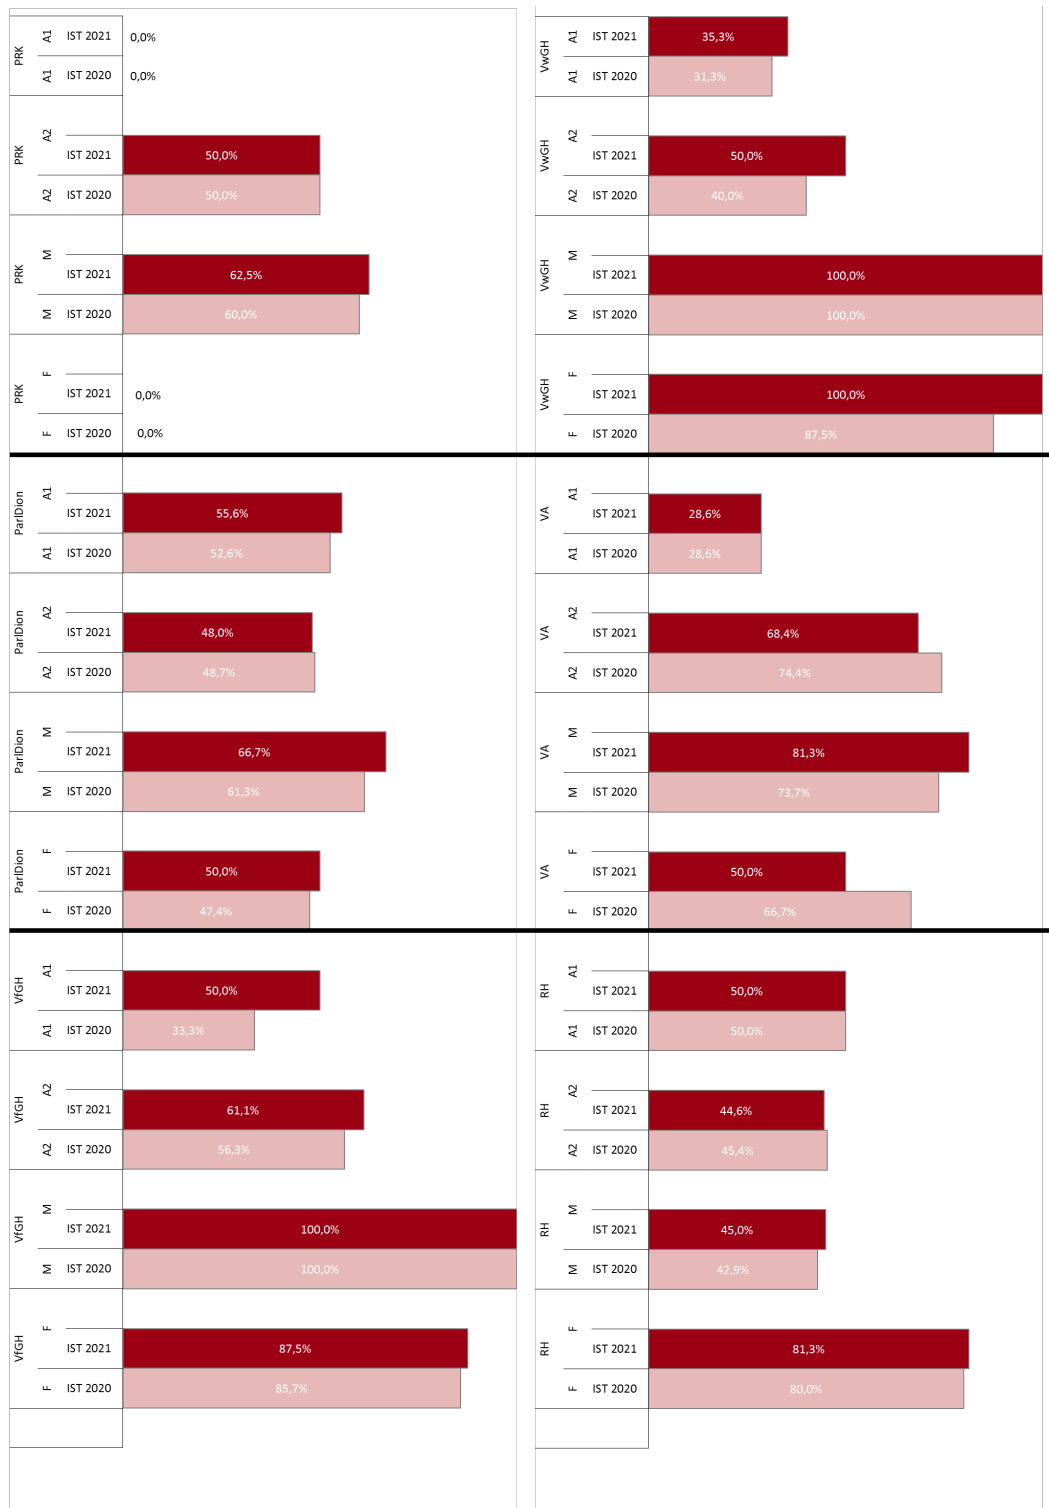 PRK A1 IST 2021 0,0%
A1 IST 2020 0,0%
PRK A2 IST 2021 50,0%
A2 IST 2020 50,0%
PRK M IST 2021 62,5%
M IST 2020 60,0%
PRK F IST 2021 0,0%
F IST 2020 0,0%
VwGH A1 IST 2021 35,3%
A1 IST 2020 31,3%
VwGH A2 IST 2021 50,0%
A2 IST 2020 40,0%
VwGH M IST 2021 100,0%
M IST 2020 100,0%
VwGH F IST 2021 100,0%
F IST 2020 87,5%
ParlDion A1 IST 2021 55,6%
A1 IST 2020 52,6%
ParlDion A2 IST 2021 48,0%
A2 IST 2020 48,7%
ParlDion M IST 2021 66,7%
M IST 2020 61,3%
ParlDion F IST 2021 50,0%
F IST 2020 47,4%
VA A1 IST 2021 28,6%
A1 IST 2020 28,6%
VA A2 IST 2021 68,4%
A2 IST 2020 74,4%
VA M IST 2021 81,3%
M IST 2020 73,7%
VA F IST 2021 50,0%
F IST 2020 66,7%
VfGH A1 IST 2021 50,0%
A1 IST 2020 33,3%
VfGH A2 IST 2021 61,1%
A2 IST 2020 56,3%
VfGH M IST 2021 100,0%
M IST 2020 100,0%
VfGH F IST 2021 87,5%
F IST 2020 85,7%
RH A1 IST 2021 50,0%
A1 IST 2020 50,0%
RH A2 IST 2021 44,6%
A2 IST 2020 45,4%
RH M IST 2021 45,0%
M IST 2020 42,9%
RH F IST 2021 81,3%
F IST 2020 80,0%